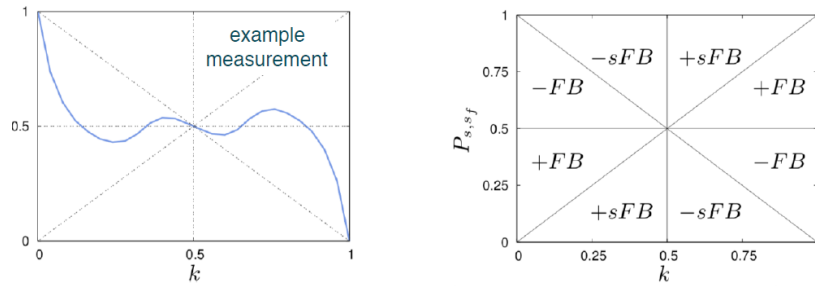 1
0.5
0
0
0.5
1
k
example
measurement
1
0.75
0.5
0.25
0
0
0.25
0.5
0.75
k
P_{s,s_f}
−sFB
+sFB
−FB
+FB
+FB
−FB
+sFB
−sFB